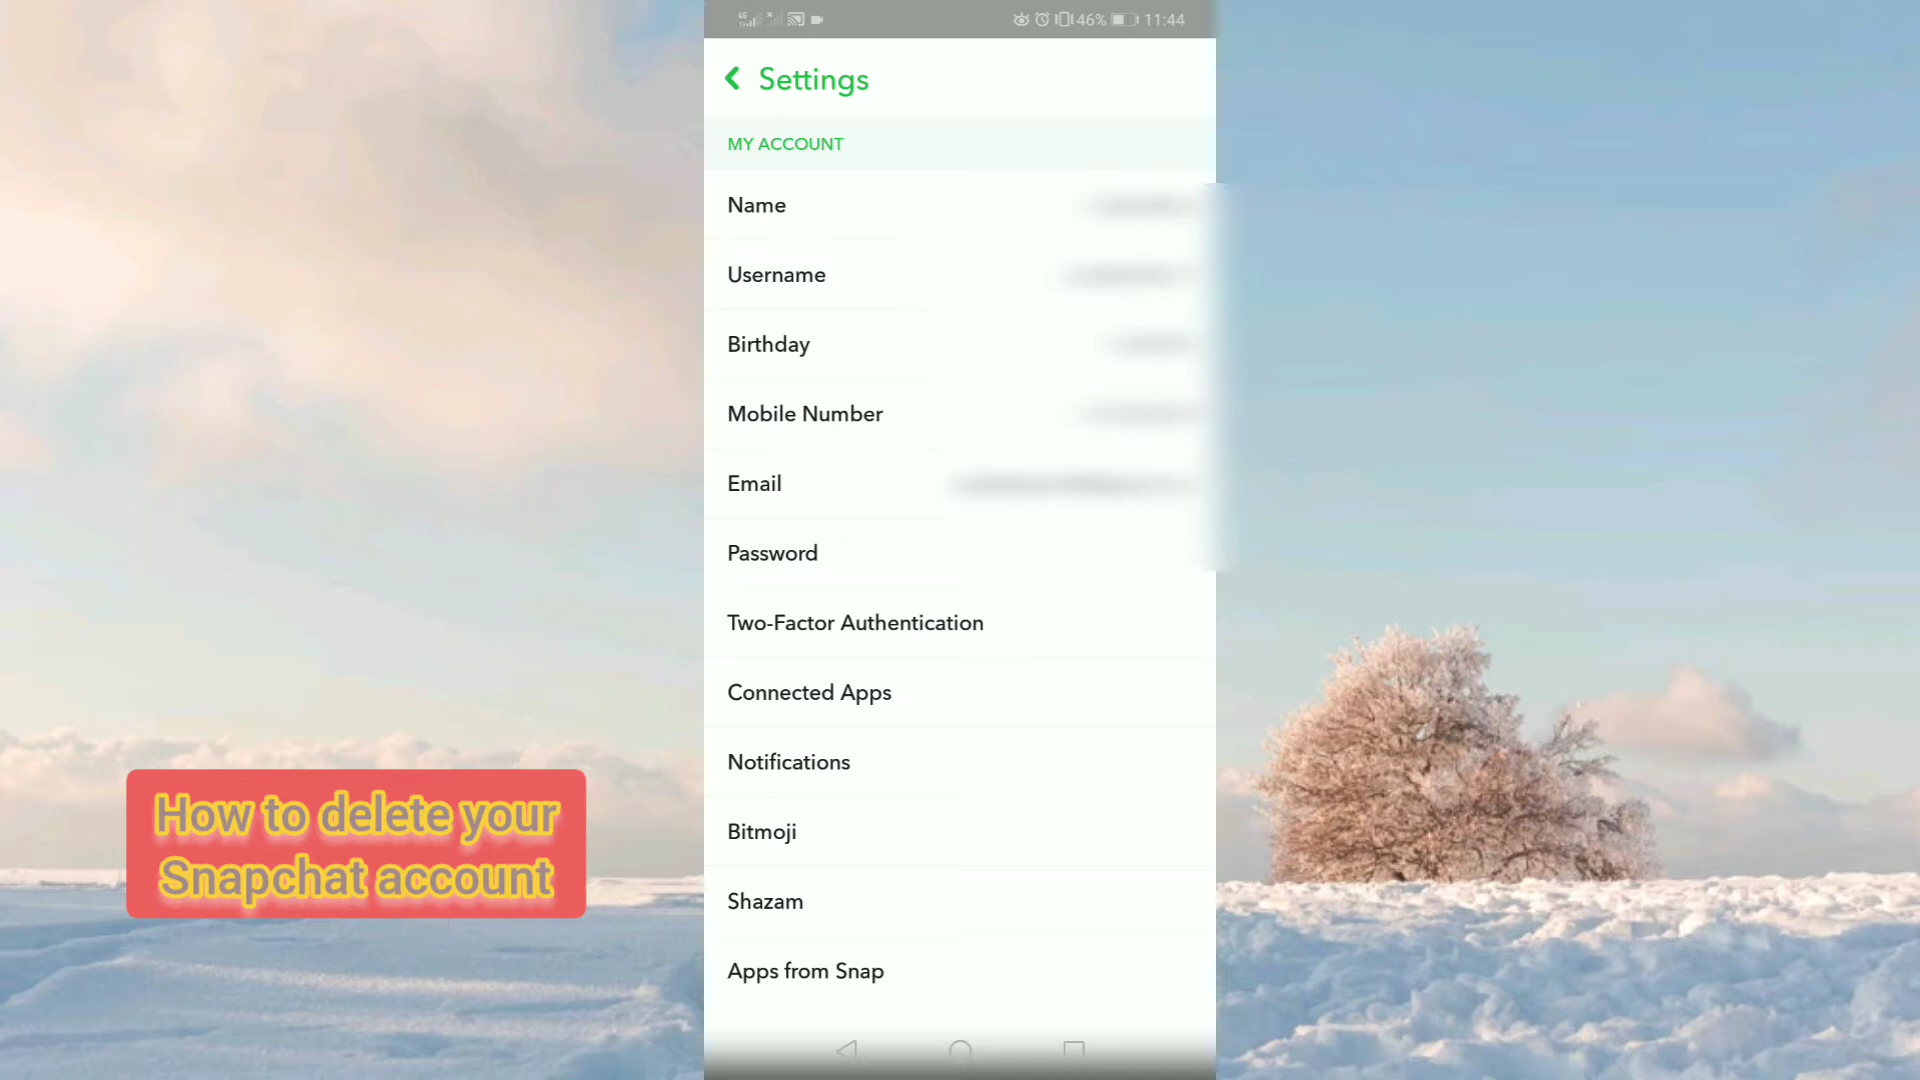 46% 11:44
Settings
MY ACCOUNT
Name
Username
Birthday
Mobile Number
Email
Password
Two-Factor Authentication
Connected Apps
Notifications
Bitmoji
Shazam
Apps from Snap
How to delete your
Snapchat account